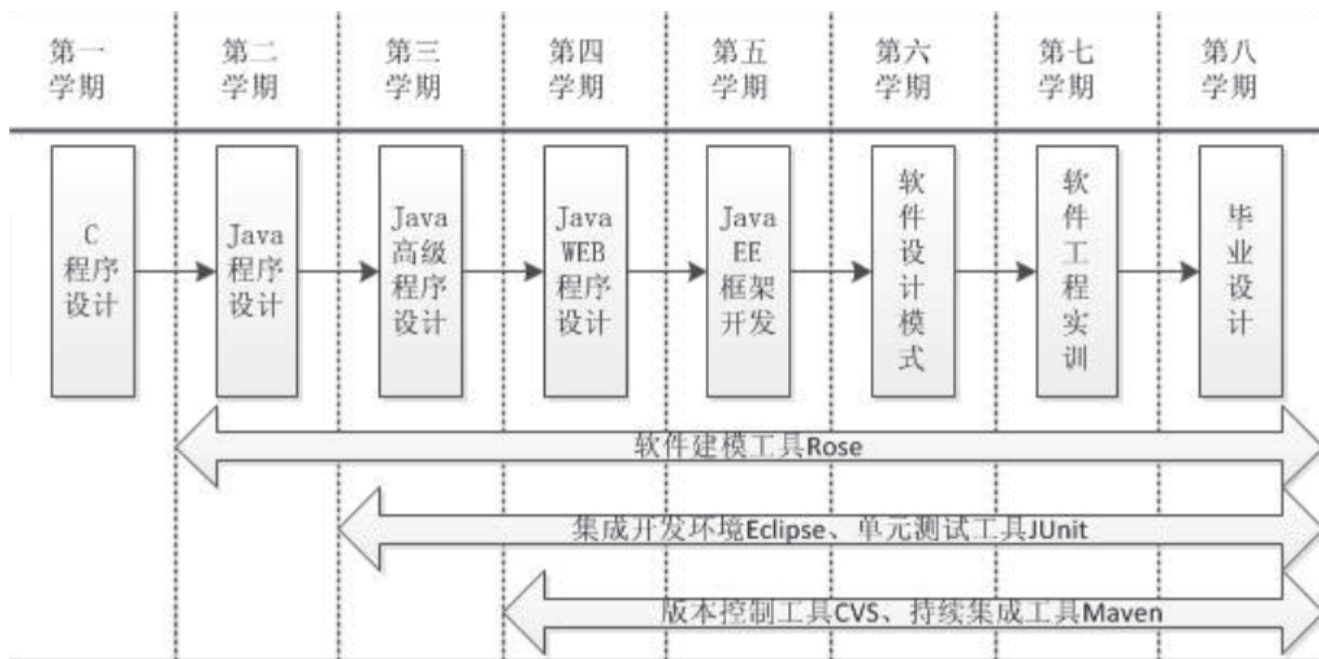 第一
学期
第二
学期
第三
学期
第四
学期
第五
学期
第六
学期
第七
学期
第八
学期
C
程序
设计
Java
程序
设计
Java
高级
程序
设计
Java
WEB
程序
设计
Java
EE
框架
开发
软
件
设
计
模
式
软
件
工
程
实
训
毕
业
设
计
软件建模工具Rose
集成开发环境Eclipse、单元测试工具JUnit
版本控制工具CVS、持续集成工具Maven